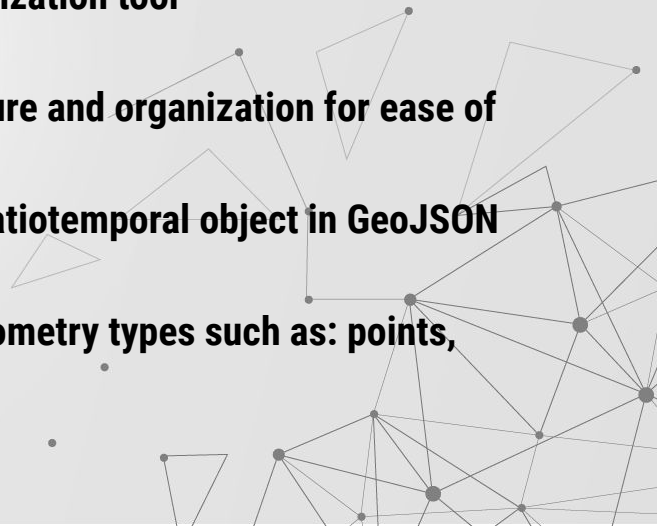 ization tool
ure and organization for ease of
atiotemporal object in GeoJSON
ometry types such as: points,